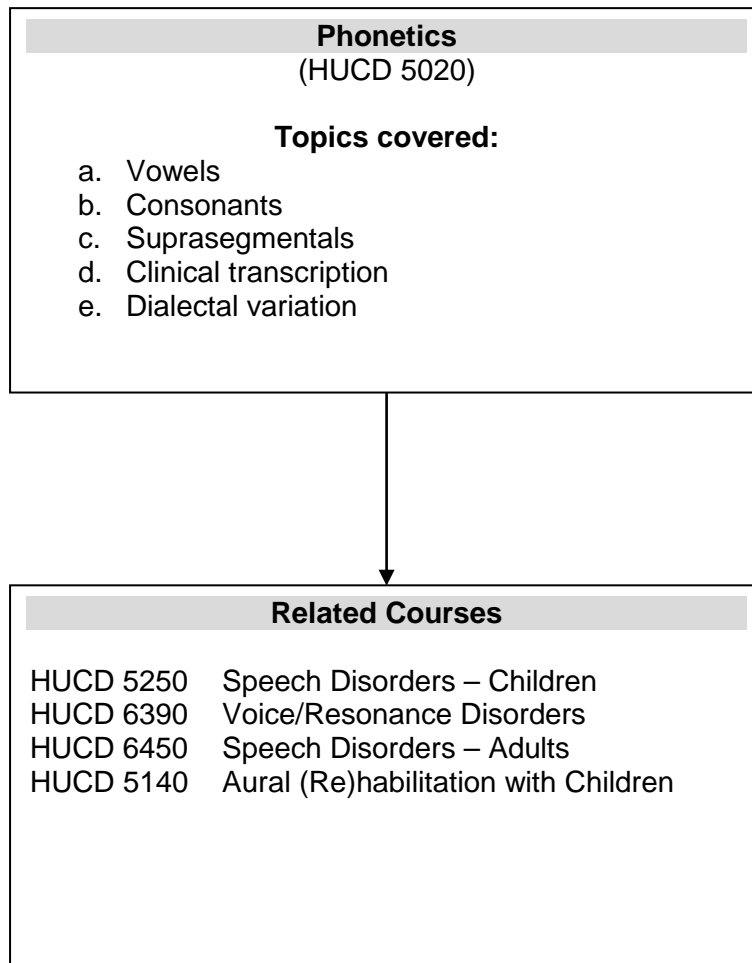 Phonetics
(HUCD 5020)
Topics covered:
a. Vowels
b. Consonants
c. Suprasegmentals
d. Clinical transcription
e. Dialectal variation
Related Courses
HUCD 5250 Speech Disorders – Children
HUCD 6390 Voice/Resonance Disorders
HUCD 6450 Speech Disorders – Adults
HUCD 5140 Aural (Re)habilitation with Children